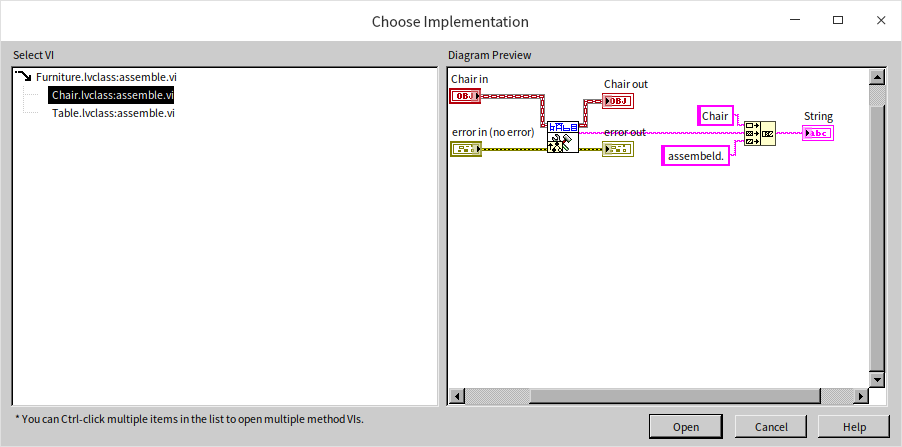 Choose Implementation
Select VI
Furniture.lvclass:assemble.vi
Chair.lvclass:assemble.vi
Table.lvclass:assemble.vi
Diagram Preview
Chair in
OBJ
Chair out
OBJ
Chair
String
abc
error in (no error)
error out
assembeld.
* You can Ctrl-click multiple items in the list to open multiple method VIs.
Open
Cancel
Help